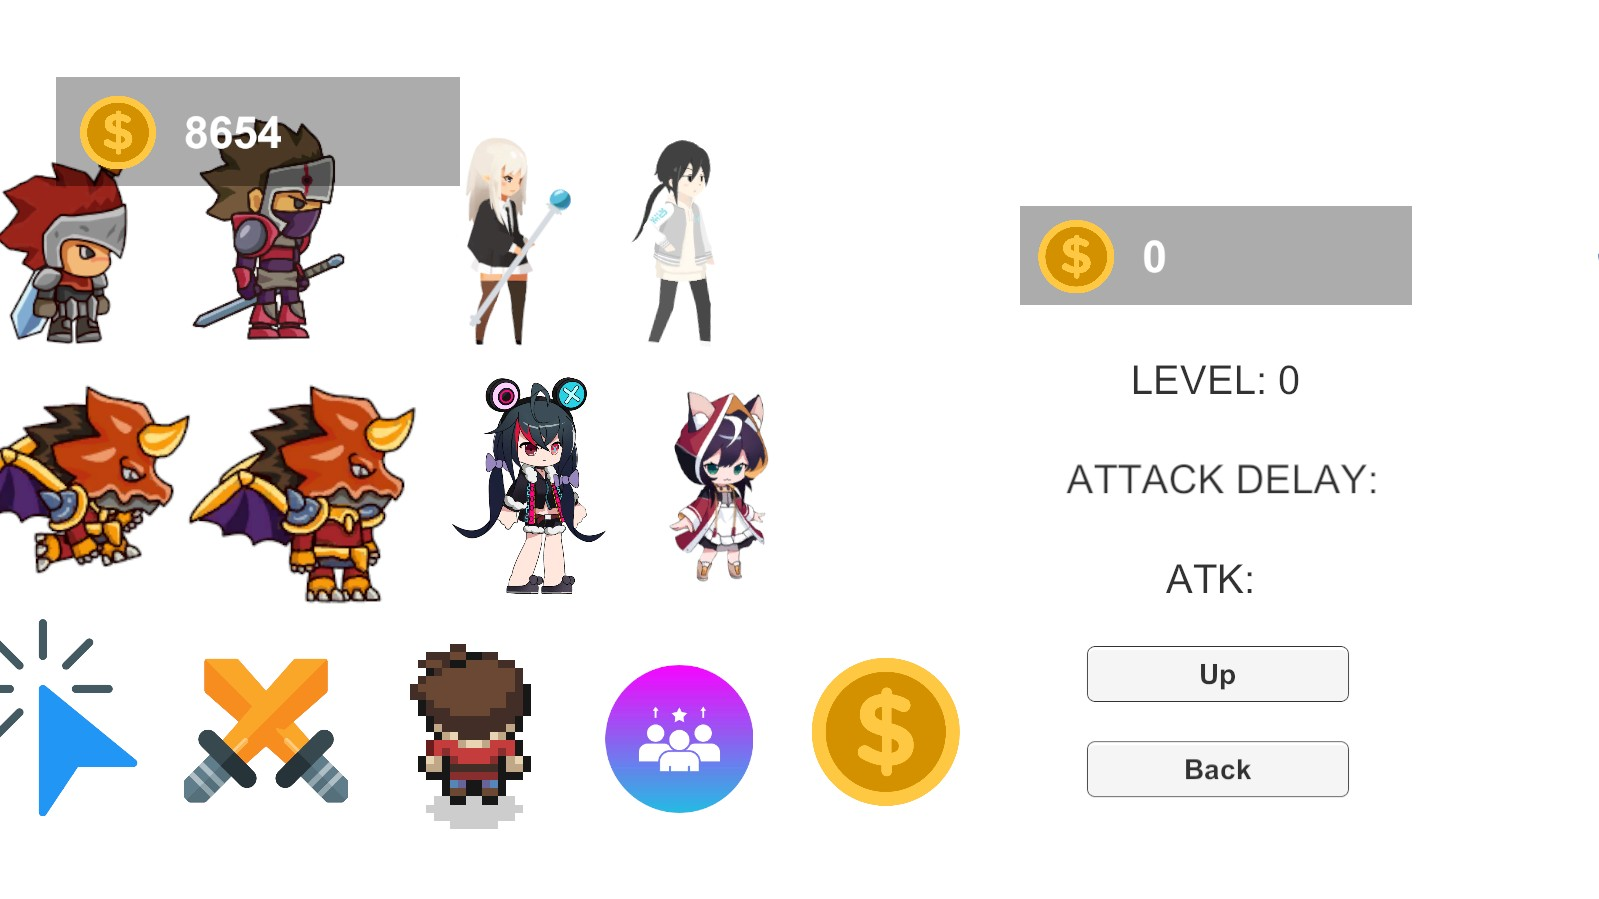 $ 8654
$ 0
LEVEL: 0
ATTACK DELAY:
ATK:
Up
$
Back